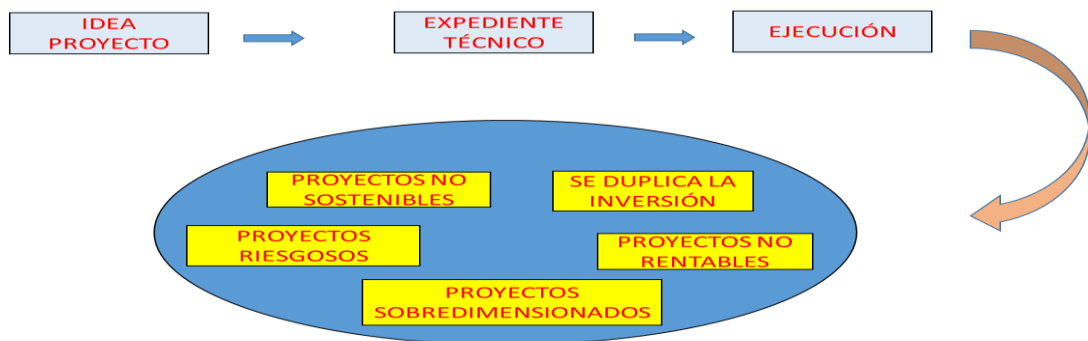 IDEA
PROYECTO
EXPEDIENTE
TÉCNICO
EJECUCIÓN
PROYECTOS NO
SOSTENIBLES
SE DUPLICA LA
INVERSIÓN
PROYECTOS
RIESGOSOS
PROYECTOS NO
RENTABLES
PROYECTOS
SOBREDIMENSIONADOS